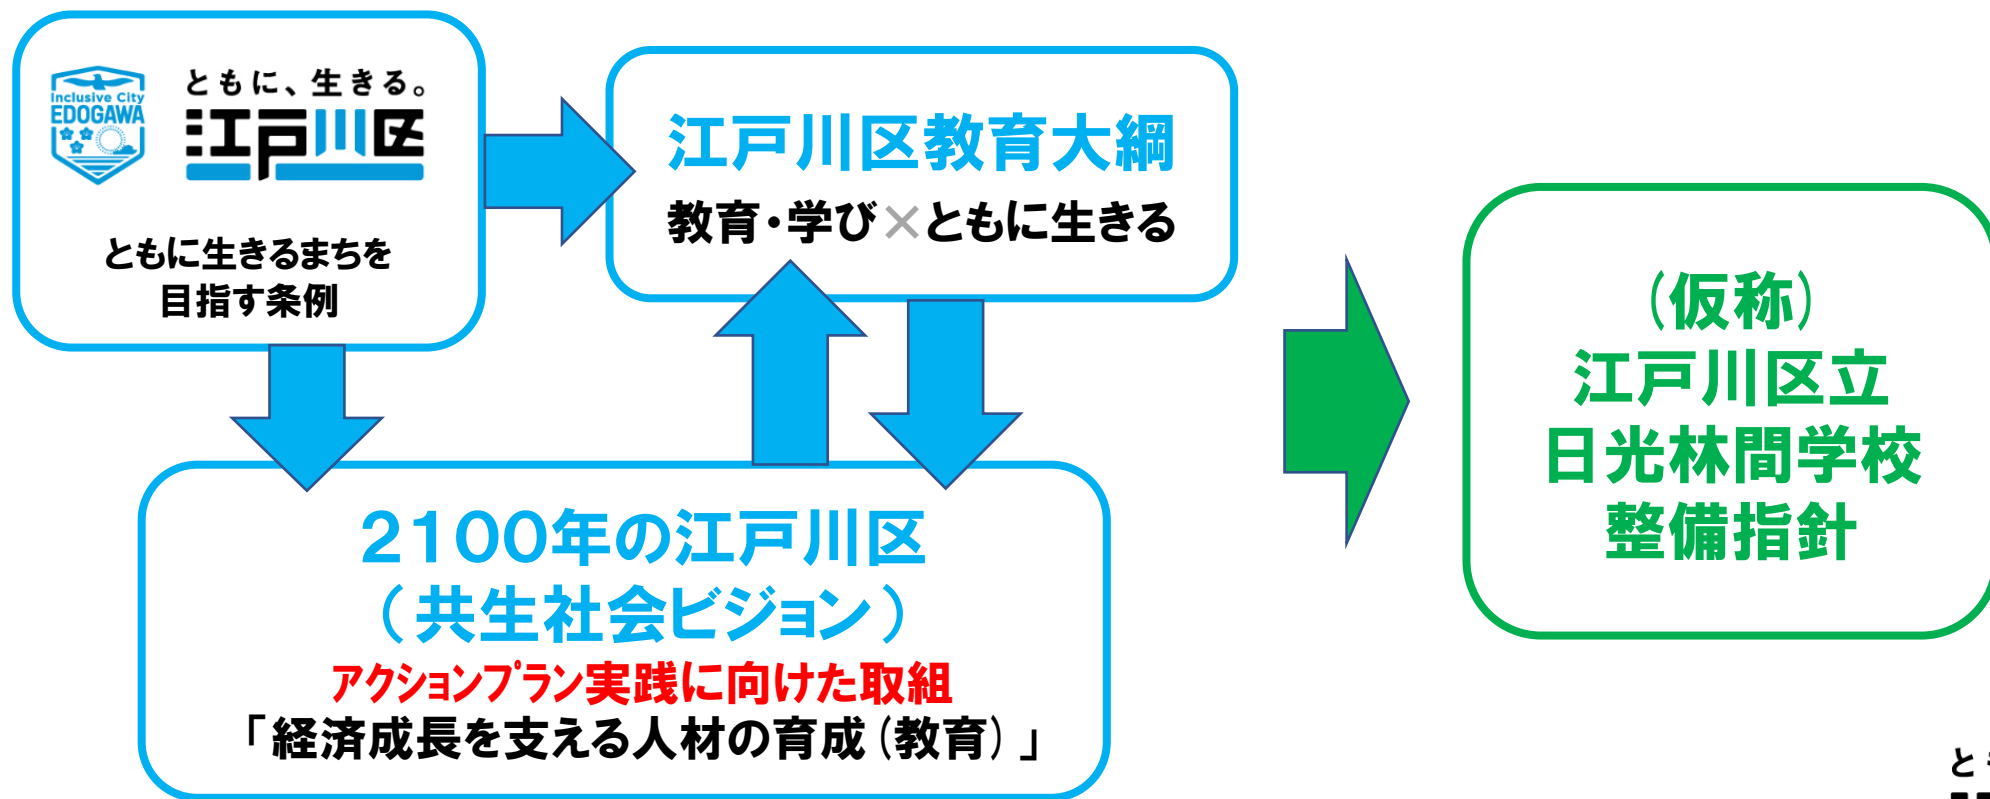 Inclusive City
EDOGAWA
ともに、生きる。
江戸川区
ともに生きるまちを
目指す条例
江戸川区教育大綱
教育・学び×ともに生きる
2100年の江戸川区
(共生社会ビジョン)
アクションプラン実践に向けた取組
「経済成長を支える人材の育成(教育)」
(仮称)
江戸川区立
日光林間学校
整備指針
と